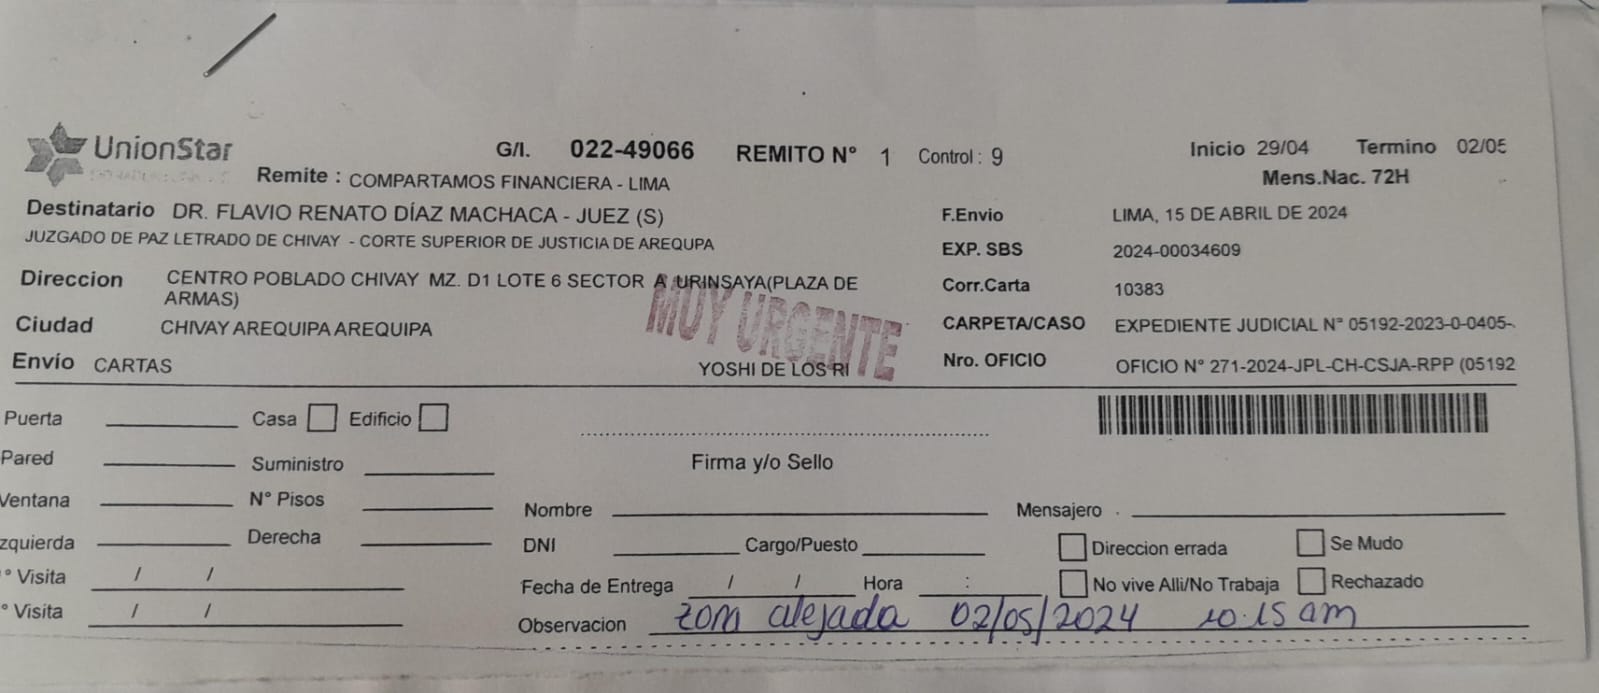 UnionStar
G/I. 022-49066 REMITO N° 1 Control : 9 Inicio 29/04 Termino 02/05
Mens.Nac. 72H
Remite : COMPARTAMOS FINANCIERA - LIMA
Destinatario DR. FLAVIO RENATO DÍAZ MACHACA - JUEZ (S)
JUZGADO DE PAZ LETRADO DE CHIVAY - CORTE SUPERIOR DE JUSTICIA DE AREQUPA
Direccion CENTRO POBLADO CHIVAY MZ. D1 LOTE 6 SECTOR A URINSAYA(PLAZA DE
ARMAS)
Ciudad CHIVAY AREQUIPA AREQUIPA
Envío CARTAS
MUY URGENTE
YOSHI DE LOS RI
F.Envio LIMA, 15 DE ABRIL DE 2024
EXP. SBS 2024-00034609
Corr.Carta 10383
CARPETA/CASO EXPEDIENTE JUDICIAL N° 05192-2023-0-0405-
Nro. OFICIO OFICIO N° 271-2024-JPL-CH-CSJA-RPP (05192
Puerta Casa Edificio
Pared Suministro
Ventana N° Pisos
zquierda Derecha
° Visita / /
° Visita / /
Firma y/o Sello
Nombre Mensajero
DNI Cargo/Puesto
Fecha de Entrega / / Hora :
Direccion errada Se Mudo
No vive Alli/No Trabaja Rechazado
Observacion zona alejada 02/05/2024 10:15 am